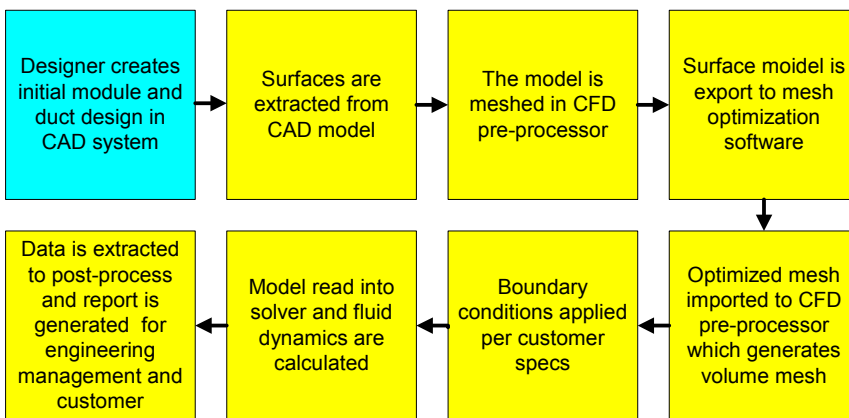 Designer creates
initial module and
duct design in
CAD system
Surfaces are
extracted from
CAD model
The model is
meshed in CFD
pre-processor
Surface moidel is
export to mesh
optimization
software
Optimized mesh
imported to CFD
pre-processor
which generates
volume mesh
Boundary
conditions applied
per customer
specs
Model read into
solver and fluid
dynamics are
calculated
Data is extracted
to post-process
and report is
generated for
engineering
management and
customer